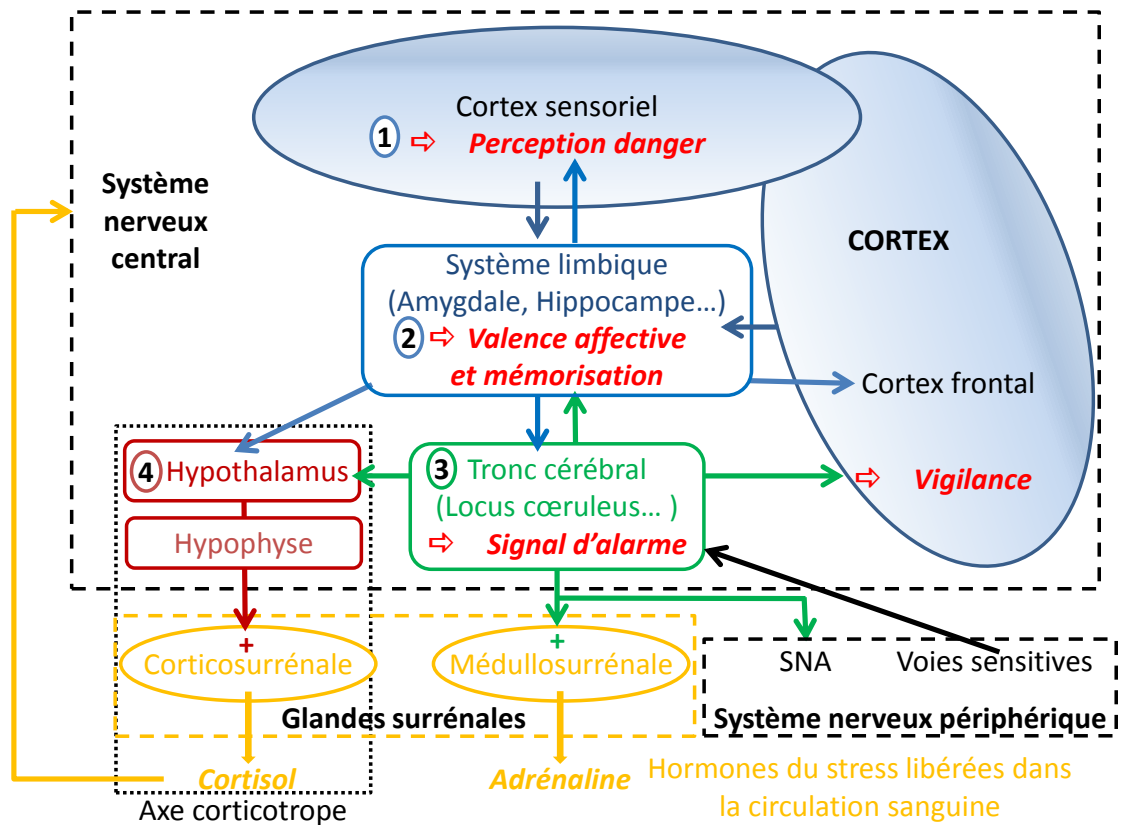 Cortex sensoriel
1 ⇨ Perception danger
Système
nerveux
central
CORTEX
Système limbique
(Amygdale, Hippocampe…)
2 ⇨ Valence affective
et mémorisation
Cortex frontal
4 Hypothalamus
3 Tronc cérébral
(Locus cœruleus… )
⇨ Vigilance
Hypophyse
⇨ Signal d’alarme
+
+
Corticosurrénale
Médullosurrénale
SNA
Voies sensitives
Glandes surrénales
Système nerveux périphérique
Cortisol
Adrénaline
Hormones du stress libérées dans
la circulation sanguine
Axe corticotrope